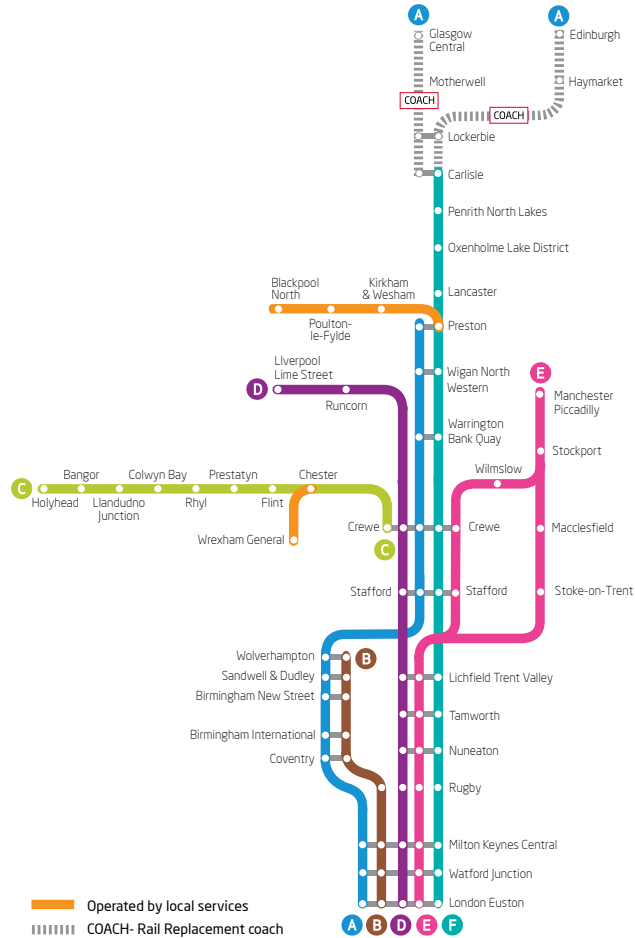 A
A
Glasgow
Central
Edinburgh
Motherwell
Haymarket
COACH
COACH
Lockerbie
Carlisle
Penrith North Lakes
Oxenholme Lake District
Lancaster
Blackpool
North
Kirkham
& Wesham
Poulton-
le-Fylde
Preston
LIverpool
Lime Street
D
Runcorn
Wigan North
Western
E
Manchester
Piccadilly
Warrington
Bank Quay
Stockport
Wilmslow
C
Holyhead
Bangor
Llandudno
Junction
Colwyn Bay
Rhyl
Prestatyn
Flint
Chester
Wrexham General
Crewe
C
Crewe
Macclesfield
Stafford
Stafford
Stoke-on-Trent
Wolverhampton
B
Sandwell & Dudley
Birmingham New Street
Lichfield Trent Valley
Tamworth
Birmingham International
Nuneaton
Coventry
Rugby
Milton Keynes Central
Watford Junction
London Euston
A B D E F
Operated by local services
COACH- Rail Replacement coach